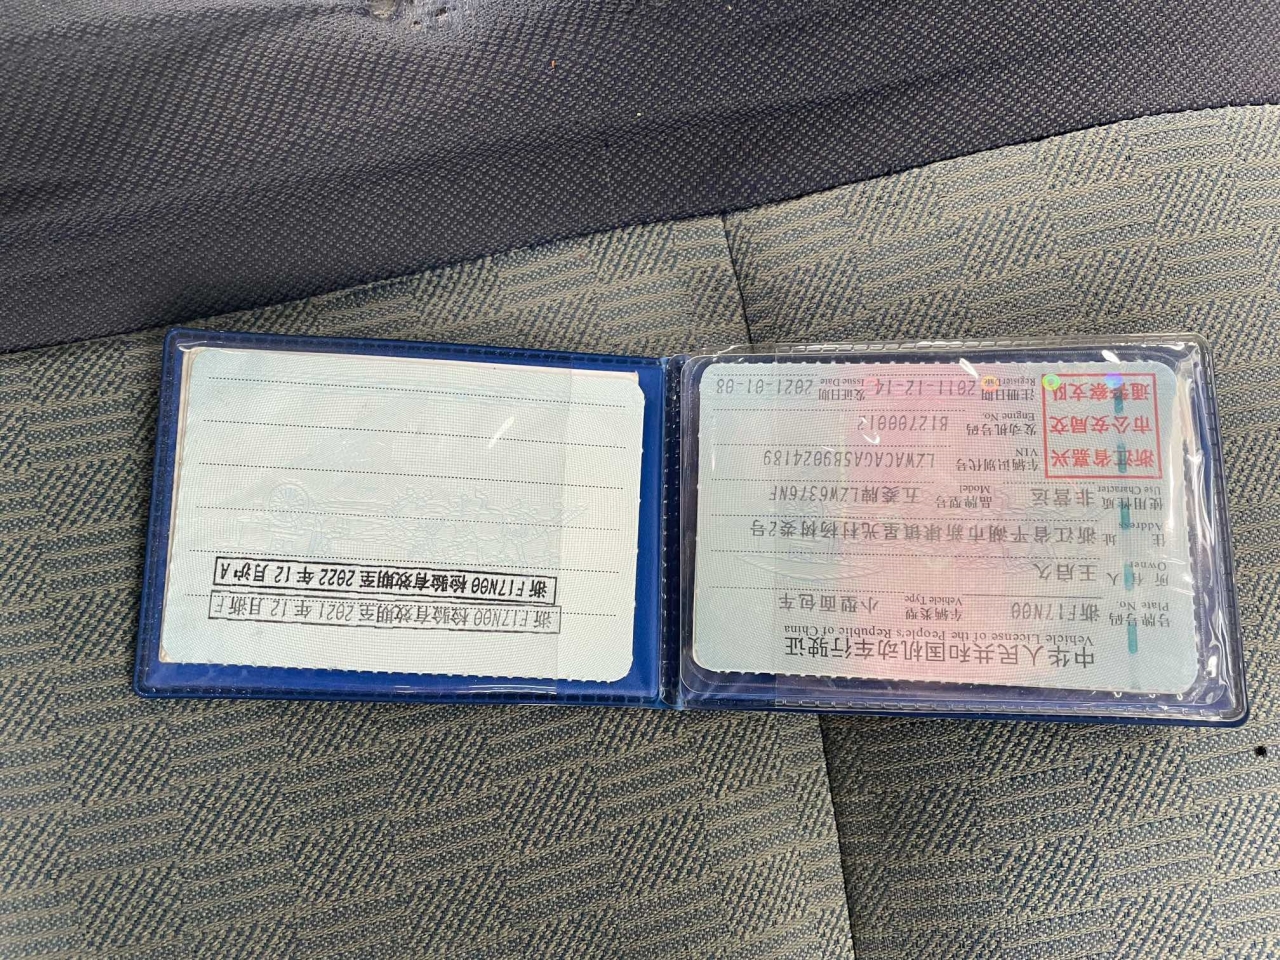 中华人民共和国机动车行驶证
Vehicle License of the People's Republic of China
号牌号码 浙F17N00 车辆类型 小型面包车
Plate No. Vehicle Type
所有人 王启久
Owner
住址 浙江省平湖市新埭镇星光村杨树娄2号
Address
使用性质 非营运 品牌型号 五菱牌LZW6376NF
Use Character Model
浙江省嘉兴
市公安局交
通警察支队
车辆识别代号 LZWACAGA5B9024189
VIN
发动机号码 B12700012
Engine No.
注册日期 2011-12-14 发证日期 2021-01-08
Register Date Issue Date
浙F17N00检验有效期至2021年12月浙F
浙F17N00检验有效期至2022年12月沪A